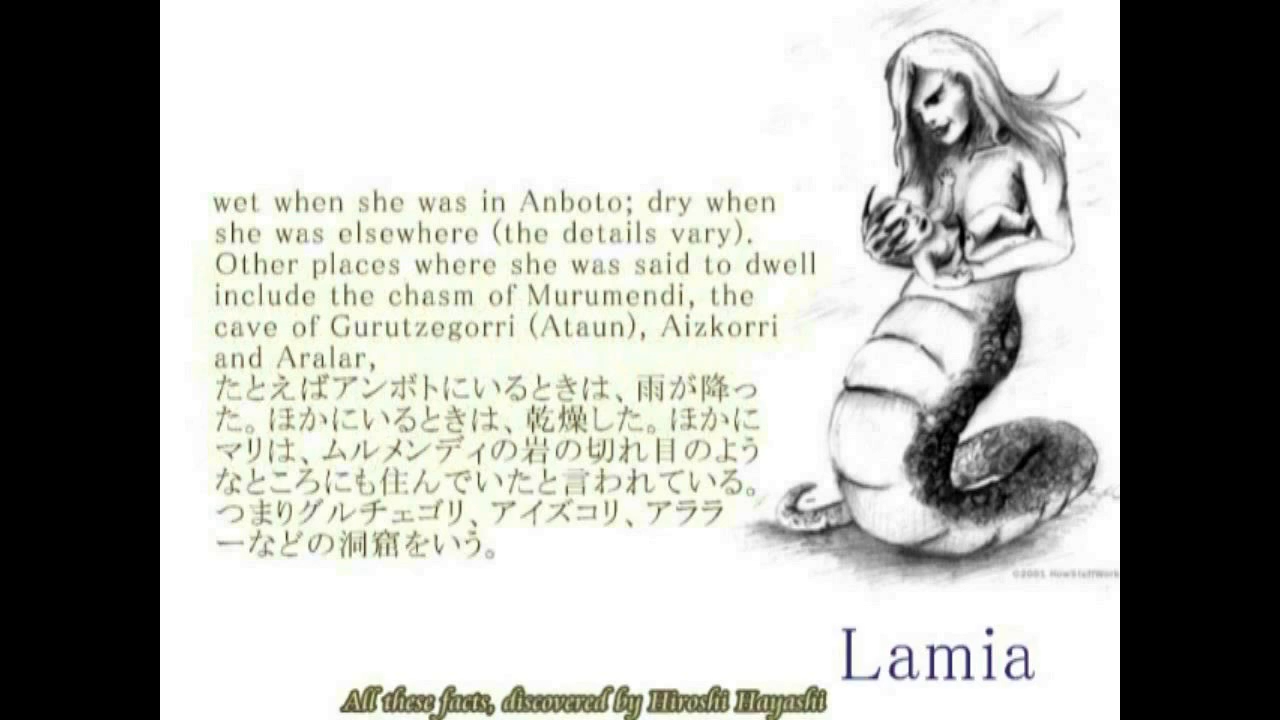 wet when she was in Anboto; dry when
she was elsewhere (the details vary).
Other places where she was said to dwell
include the chasm of Murumendi, the
cave of Gurutzegorri (Ataun), Aizkorri
and Aralar,
たとえばアンボトにいるときは、雨が降っ
た。ほかにいるときは、乾燥した。ほかに
マリは、ムルメンディの岩の切れ目のよう
なところにも住んでいたと言われている。
つまりグルチェゴリ、アイズコリ、アララ
ーなどの洞窟をいう。
©2001 HowStuffWork
Lamia
All these facts, discovered by Hiroshi Hayashi